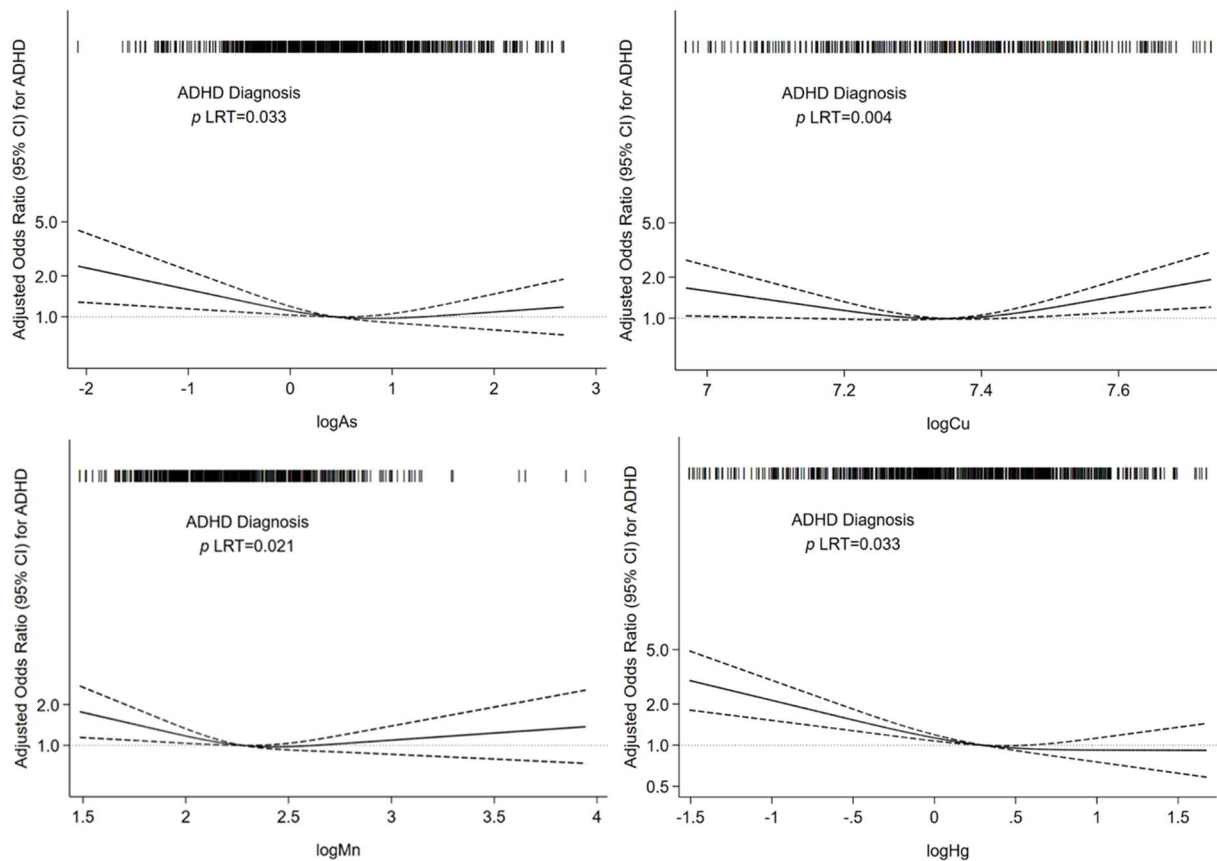 Adjusted Odds Ratio (95% CI) for ADHD
ADHD Diagnosis
p LRT=0.033
5.0
2.0
1.0
-2 -1 0 1 2 3
logAs
Adjusted Odds Ratio (95% CI) for ADHD
ADHD Diagnosis
p LRT=0.004
5.0
2.0
1.0
7 7.2 7.4 7.6
logCu
Adjusted Odds Ratio (95% CI) for ADHD
ADHD Diagnosis
p LRT=0.021
2.0
1.0
1.5 2 2.5 3 3.5 4
logMn
Adjusted Odds Ratio (95% CI) for ADHD
ADHD Diagnosis
p LRT=0.033
5.0
2.0
1.0
0.5
-1.5 -1 -.5 0 .5 1 1.5
logHg